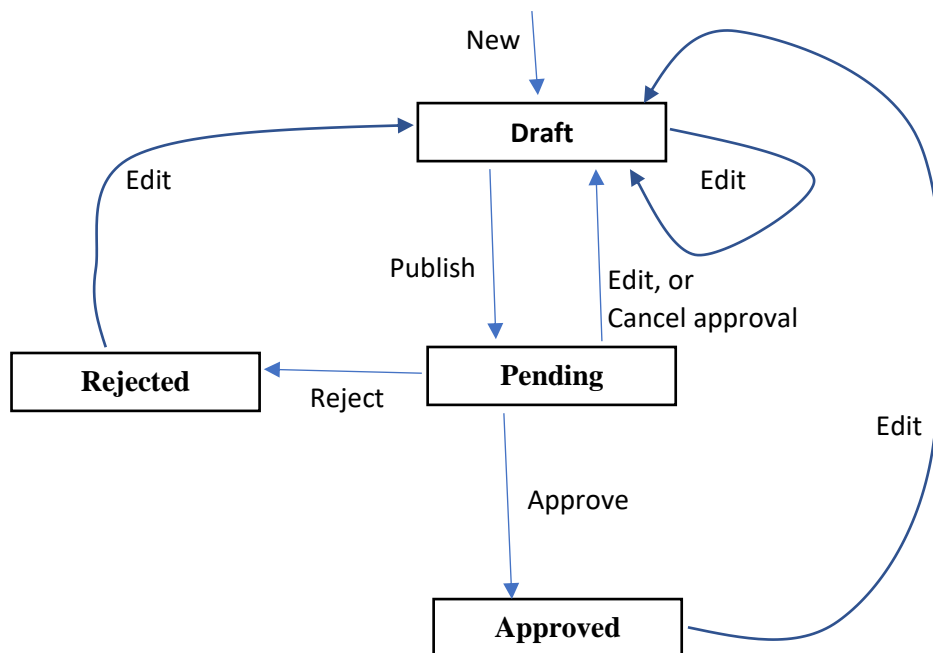 New
Draft
Edit
Edit
Publish
Edit, or
Cancel approval
Rejected
Pending
Reject
Edit
Approve
Approved